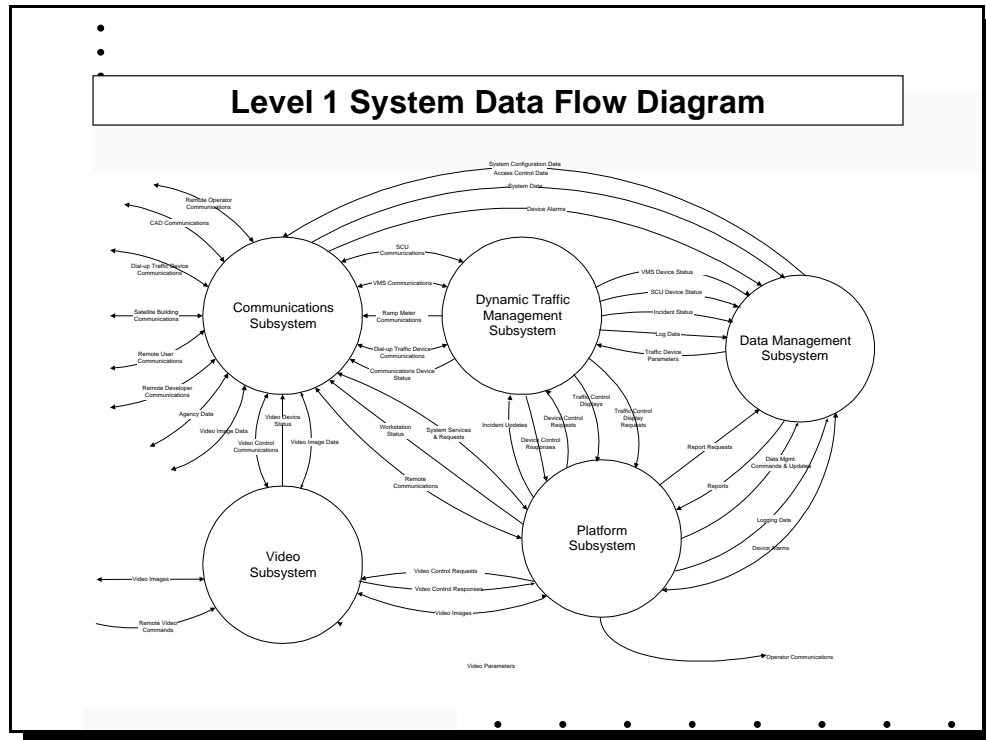 Level 1 System Data Flow Diagram
System Configuration Data
Access Control Data
System Data
Device Alarms
Remote Operator
Communications
CAD Communications
Dial-up Traffic Device
Communications
Satellite Building
Communications
Remote User
Communications
Remote Developer
Communications
Agency Data
Video Image Data
Communications
Subsystem
SCU
Communications
VMS Communications
Ramp Meter
Communications
Dial-up Traffic Device
Communications
Communications Device
Status
Dynamic Traffic
Management
Subsystem
VMS Device Status
SCU Device Status
Incident Status
Log Data
Traffic Device
Parameters
Data Management
Subsystem
Video Control
Communications
Video Device
Status
Video Image Data
Workstation
Status
System Services
& Requests
Remote
Communications
Incident Updates
Device Control
Responses
Device Control
Requests
Traffic Control
Displays
Traffic Control
Display
Requests
Report Requests
Reports
Data Mgmt.
Commands & Updates
Logging Data
Device Alarms
Video
Subsystem
Platform
Subsystem
Video Images
Remote Video
Commands
Video Control Requests
Video Control Responses
Video Images
Video Parameters
Operator Communications